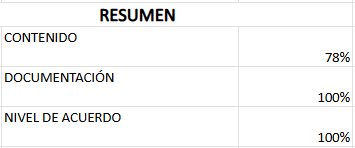 RESUMEN
CONTENIDO
78%
DOCUMENTACIÓN
100%
NIVEL DE ACUERDO
100%